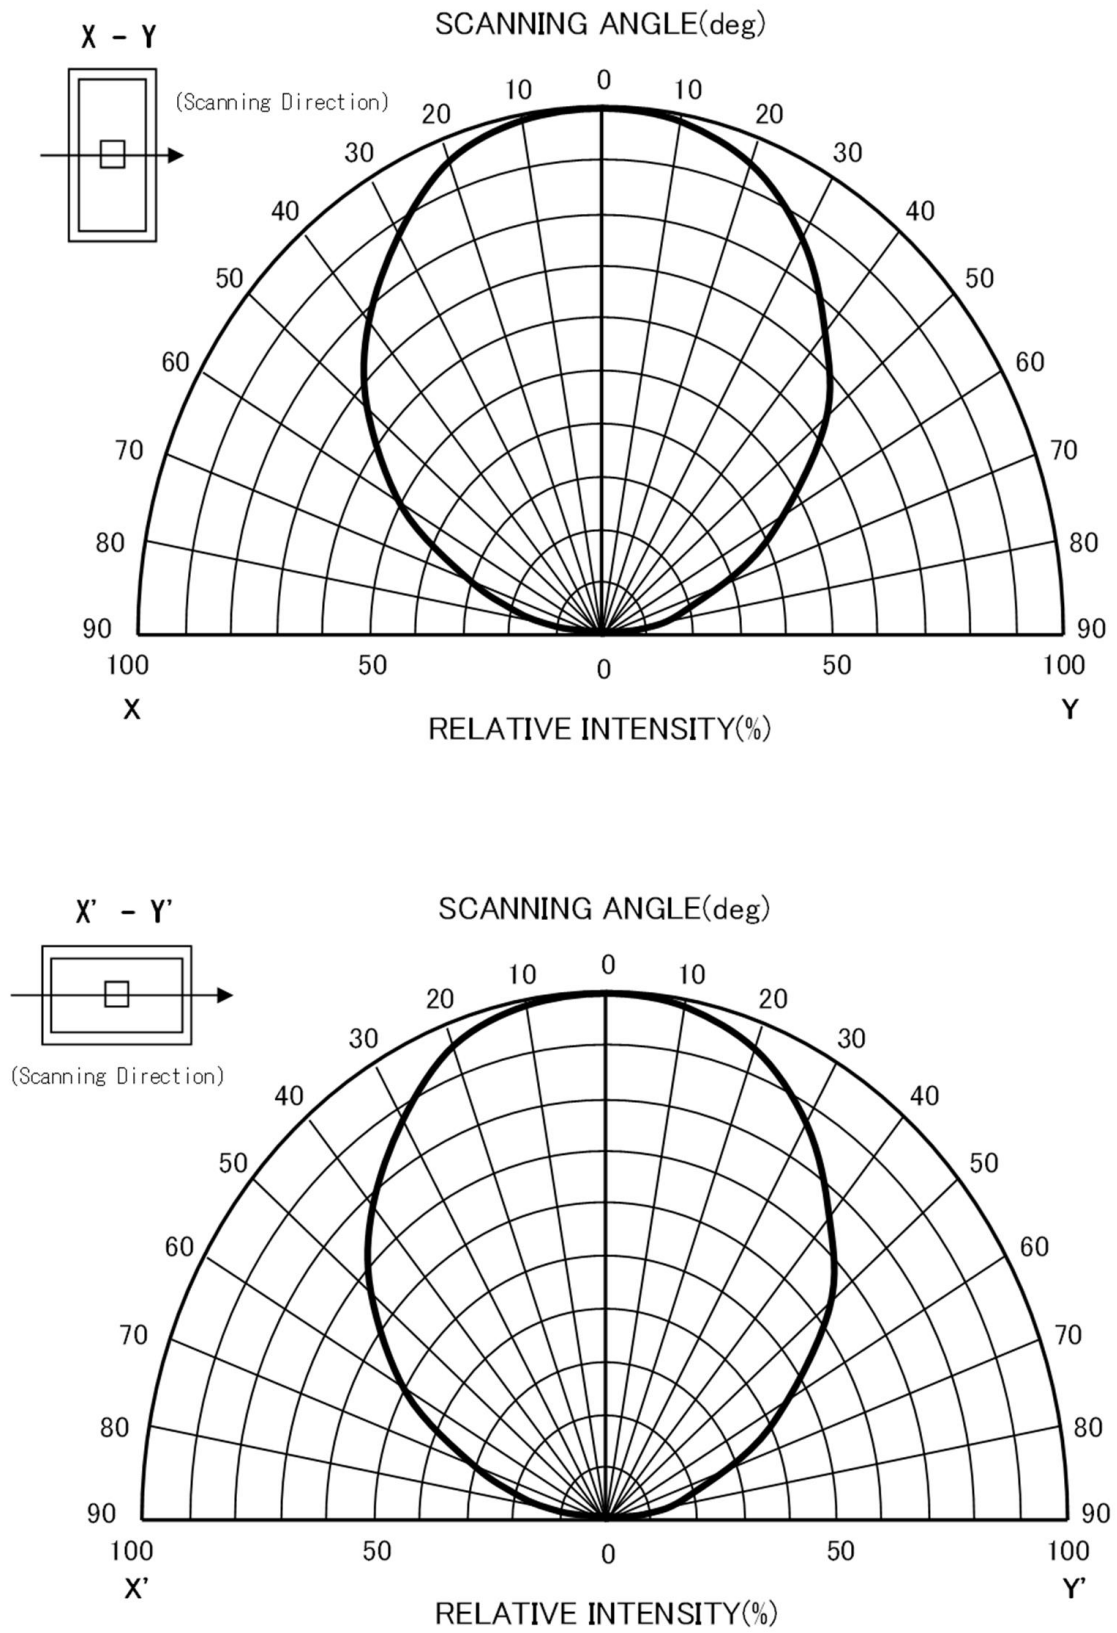 SCANNING ANGLE(deg)
X - Y
(Scanning Direction)
0
10 10
20 20
30 30
40 40
50 50
60 60
70 70
80 80
90 90
100 50 0 50 100
X Y
RELATIVE INTENSITY(%)
SCANNING ANGLE(deg)
X' - Y'
0
10 10
20 20
30 30
(Scanning Direction)
40 40
50 50
60 60
70 70
80 80
90 90
100 50 0 50 100
X' Y'
RELATIVE INTENSITY(%)